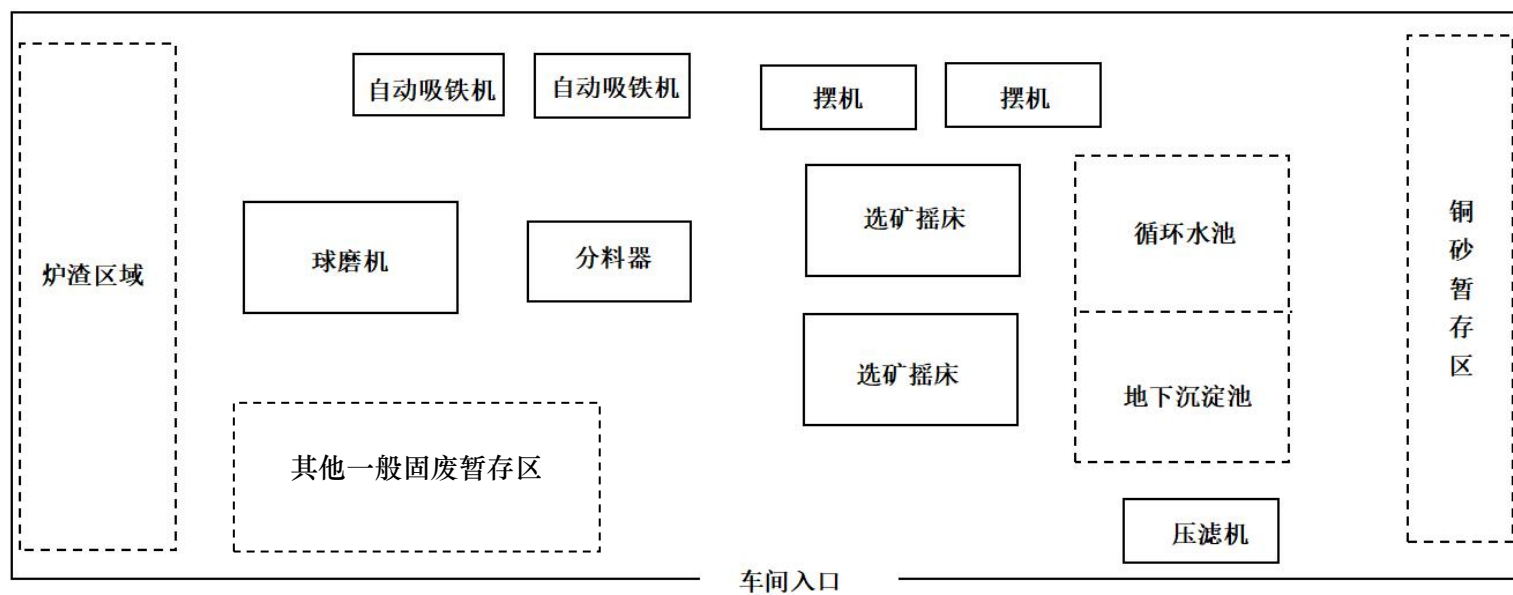 自动吸铁机
自动吸铁机
摆机
摆机
炉渣区域
球磨机
分料器
选矿摇床
循环水池
铜砂暂存区
选矿摇床
地下沉淀池
其他一般固废暂存区
压滤机
车间入口